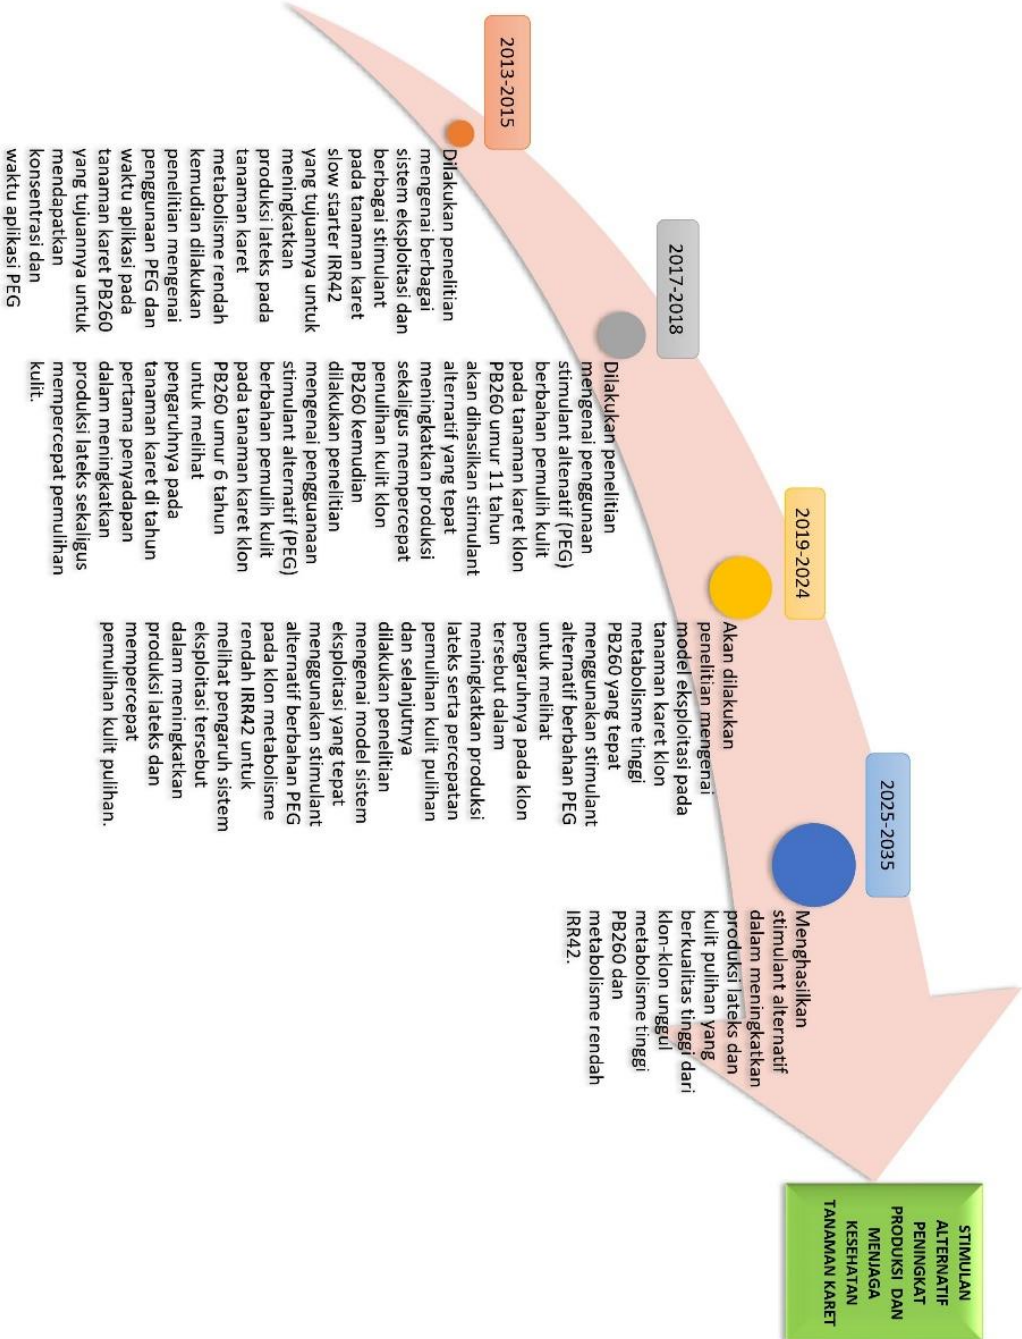 2013-2015
Dilakukan penelitian
mengenai berbagai
sistem eksploitasi dan
berbagai stimulant
pada tanaman karet
slow starter IRR42
yang tujuannya untuk
meningkatkan
produksi lateks pada
tanaman karet
metabolisme rendah
kemudian dilakukan
penelitian mengenai
penggunaan PEG dan
waktu aplikasi pada
tanaman karet PB260
yang tujuannya untuk
mendapatkan
konsentrasi dan
waktu aplikasi PEG
2017-2018
Dilakukan penelitian
mengenai penggunaan
stimulant altenatif (PEG)
berbahan pemulih kulit
pada tanaman karet klon
PB260 umur 11 tahun
akan dihasilkan stimulant
alternatif yang tepat
meningkatkan produksi
sekaligus mempercepat
penulihan kulit klon
PB260 kemudian
dilakukan penelitian
mengenai pengguanaan
stimulant alternatif (PEG)
berbahan pemulih kulit
pada tanaman karet klon
PB260 umur 6 tahun
untuk melihat
pengaruhnya pada
tanaman karet di tahun
pertama penyadapan
dalam meningkatkan
produksi lateks sekaligus
mempercepat pemulihan
kulit.
2019-2024
Akan dilakukan
penelitian mengenai
model eksploitasi pada
tanaman karet klon
metabolisme tinggi
PB260 yang tepat
menggunakan stimulant
alternatif berbahan PEG
untuk melihat
pengaruhnya pada klon
tersebut dalam
meningkatkan produksi
lateks serta percepatan
pemulihan kulit pulihan
dan selanjutnya
dilakukan penelitian
mengenai model sistem
eksploitasi yang tepat
menggunakan stimulant
alternatif berbahan PEG
pada klon metabolisme
rendah IRR42 untuk
melihat pengaruh sistem
eksploitasi tersebut
dalam meningkatkan
produksi lateks dan
mempercepat
pemulihan kulit pulihan.
2025-2035
Menghasilkan
stimulant alternatif
dalam meningkatkan
produksi lateks dan
kulit pulihan yang
berkualitas tinggi dari
klon-klon unggul
metabolisme tinggi
PB260 dan
metabolisme rendah
IRR42.
STIMULAN
ALTERNATIF
PENINGKAT
PRODUKSI DAN
MENJAGA
KESEHATAN
TANAMAN KARET